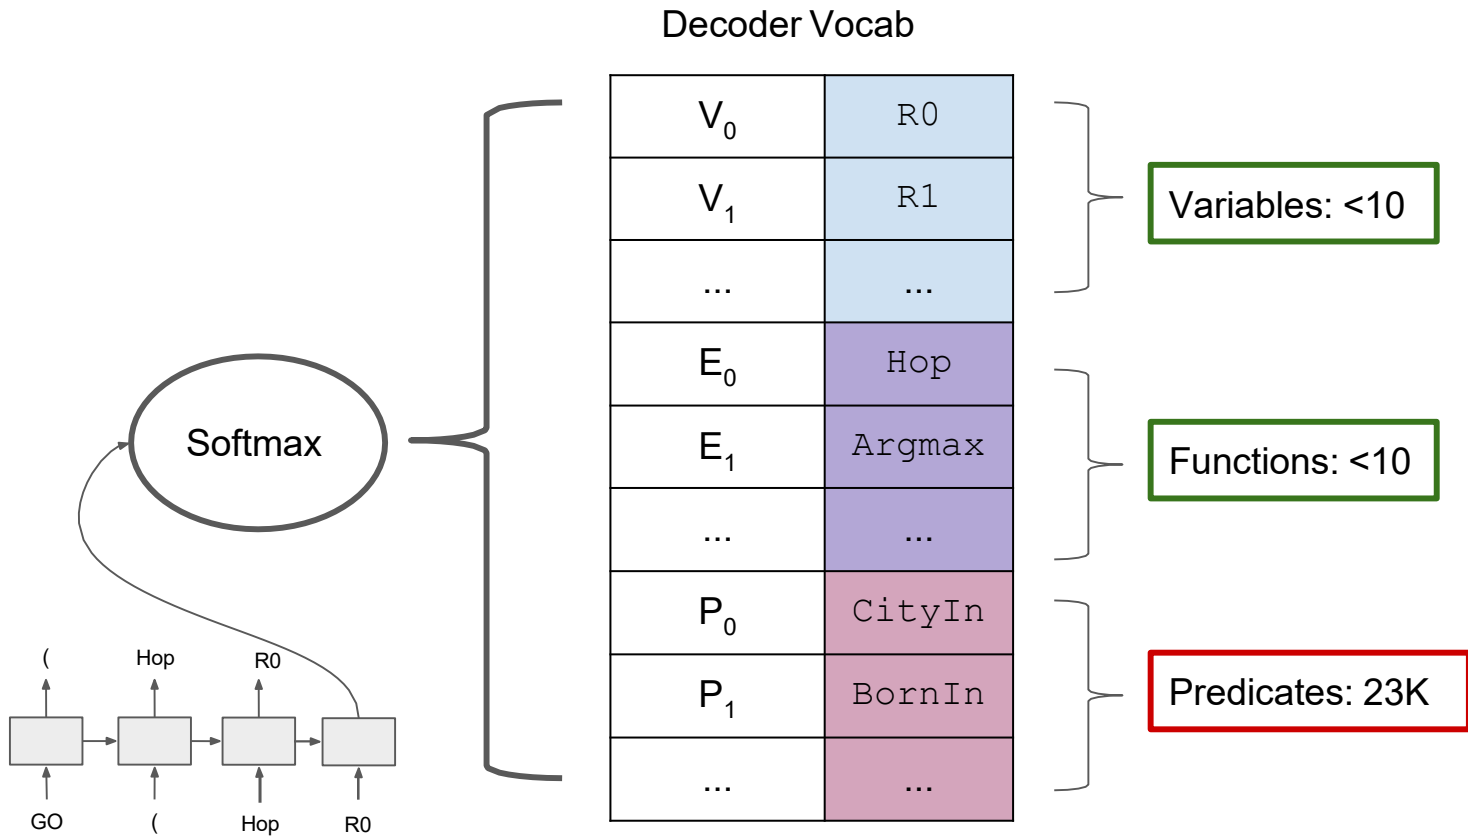 Decoder Vocab
V0 R0
V1 R1
... ...
E0 Hop
E1 Argmax
... ...
P0 CityIn
P1 BornIn
... ...
Variables: <10
Functions: <10
Predicates: 23K
Softmax
( Hop R0
GO ( Hop R0